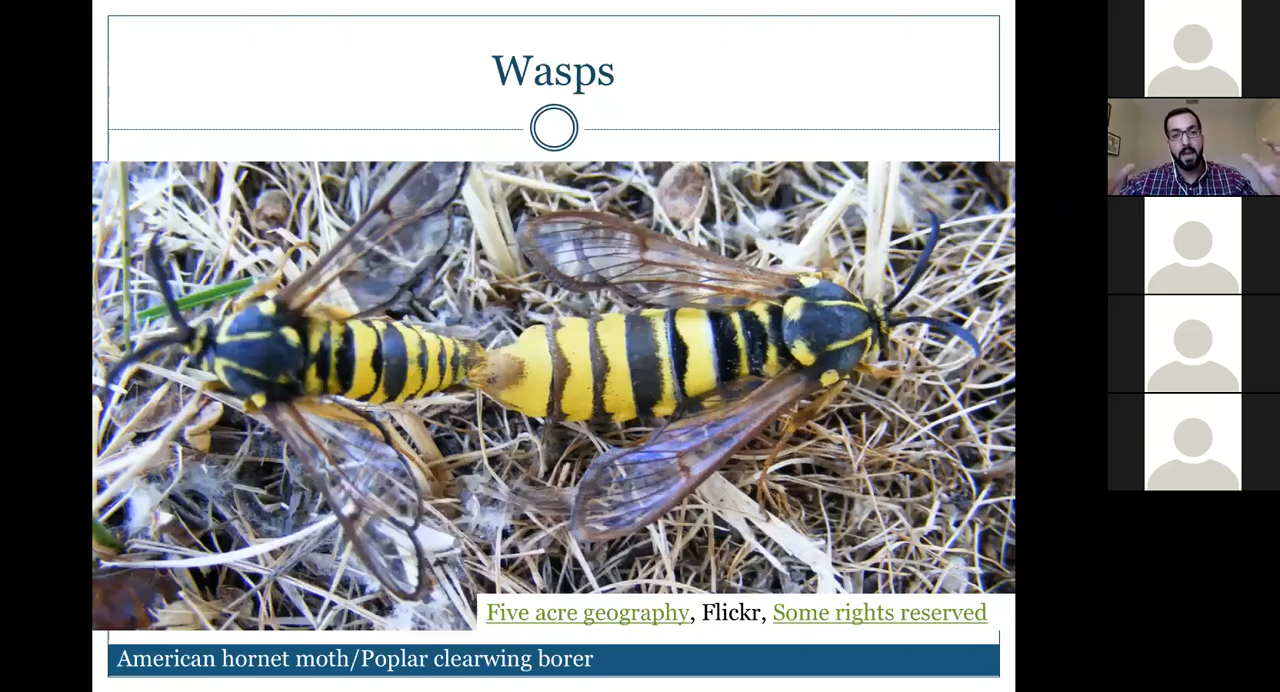 Wasps
Five acre geography, Flickr, Some rights reserved
American hornet moth/Poplar clearwing borer